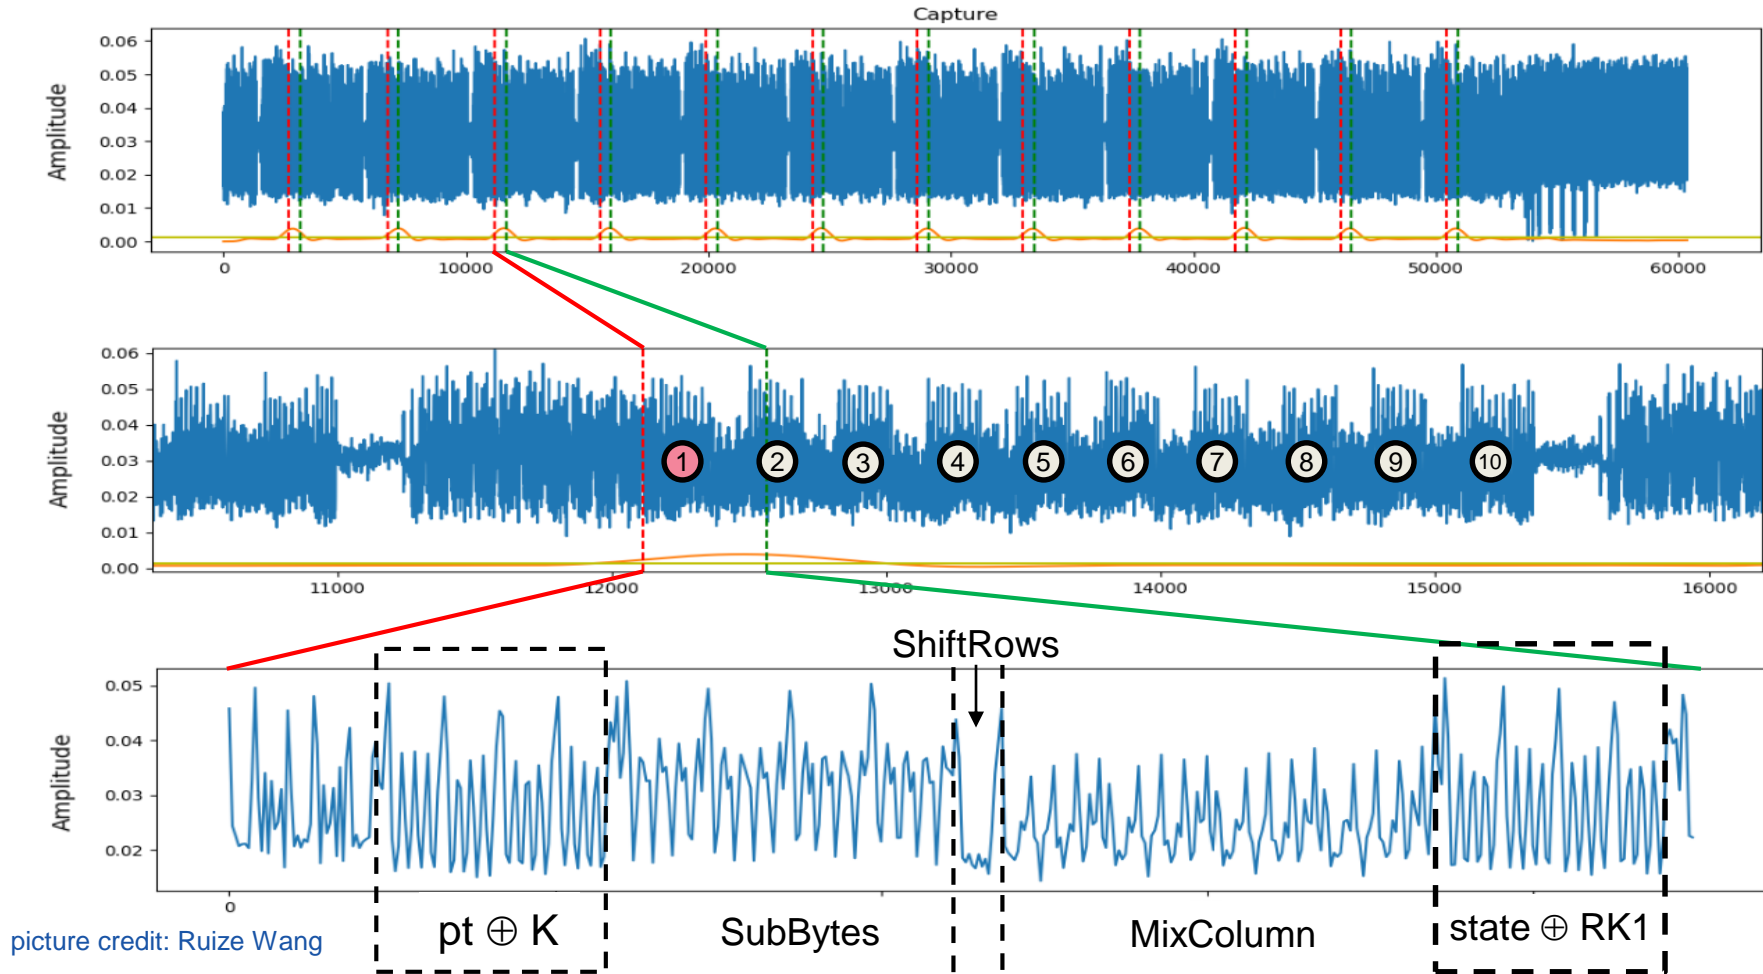 Capture
Amplitude
0.06
0.05
0.04
0.03
0.02
0.01
0.00
0 10000 20000 30000 40000 50000 60000
Amplitude
0.06
0.05
0.04
0.03
0.02
0.01
0.00
1 2 3 4 5 6 7 8 9 10
11000 12000 13000 14000 15000 16000
ShiftRows
Amplitude
0.05
0.04
0.03
0.02
0
pt ⊕ K SubBytes MixColumn state ⊕ RK1
picture credit: Ruize Wang